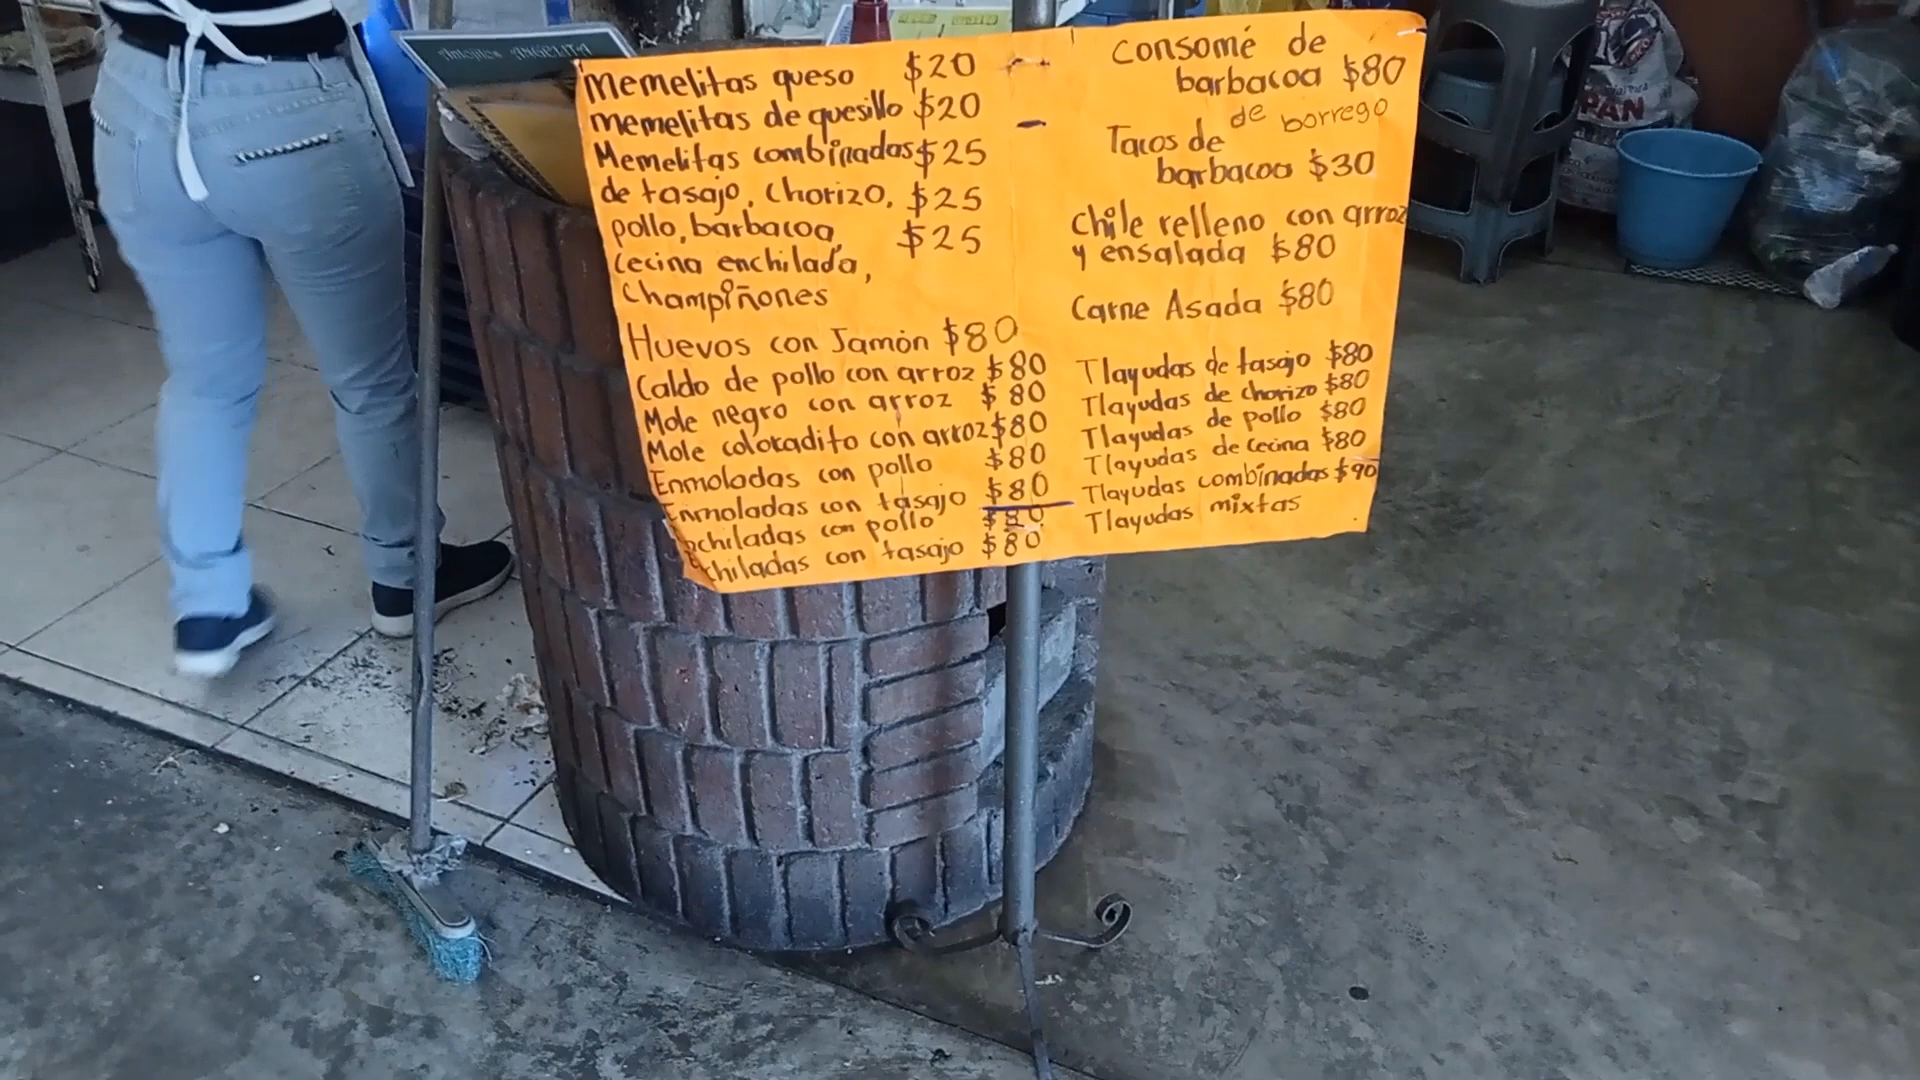 Antojitos ANGELITA
Memelitas queso $20
memelitas de quesillo $20
Memelitas combinadas $25
de tasajo, chorizo, $25
pollo, barbacoa, $25
cecina enchilada,
champiñones
Huevos con Jamón $80
Caldo de pollo con arroz $80
Mole negro con arroz $80
Mole coloradito con arroz $80
Enmoladas con pollo $80
Enmoladas con tasajo $80
chiladas con pollo $80
chiladas con tasajo $80
Consomé de
barbacoa $80
de borrego
Tacos de
barbacoa $30
Chile relleno con arroz
y ensalada $80
Carne Asada $80
Tlayudas de tasajo $80
Tlayudas de chorizo $80
Tlayudas de pollo $80
Tlayudas de cecina $80
Tlayudas combinadas $90
Tlayudas mixtas
PAN